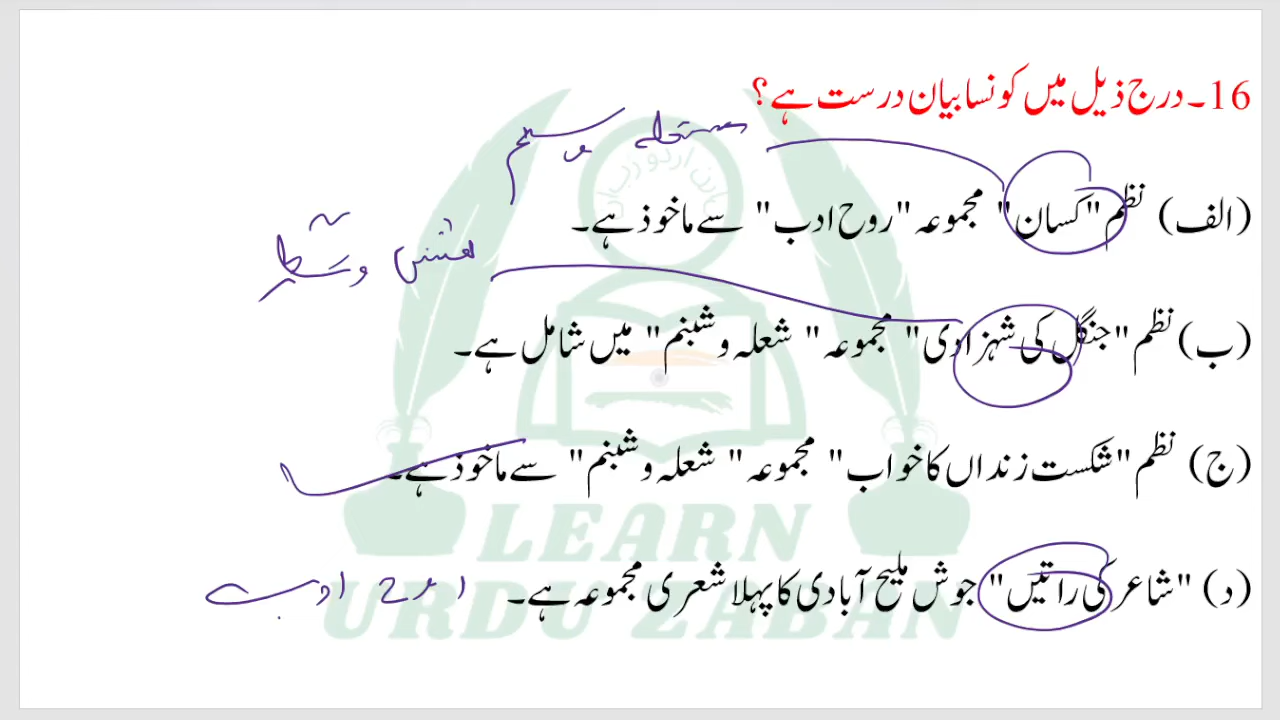 16۔ درج ذیل میں کونسا بیان درست ہے؟
شعلہ و شبنم
(الف) نظم "کسان" مجموعہ "روح ادب" سے ماخوذ ہے۔
(ب) نظم "جنگل کی شہزادی" مجموعہ "شعلہ و شبنم" میں شامل ہے۔
(ج) نظم "شکست زنداں کا خواب" مجموعہ "شعلہ و شبنم" سے ماخوذ ہے۔
(د) "شاعر کی راتیں" جوش ملیح آبادی کا پہلا شعری مجموعہ ہے۔
LEARN
URDU ZABAN